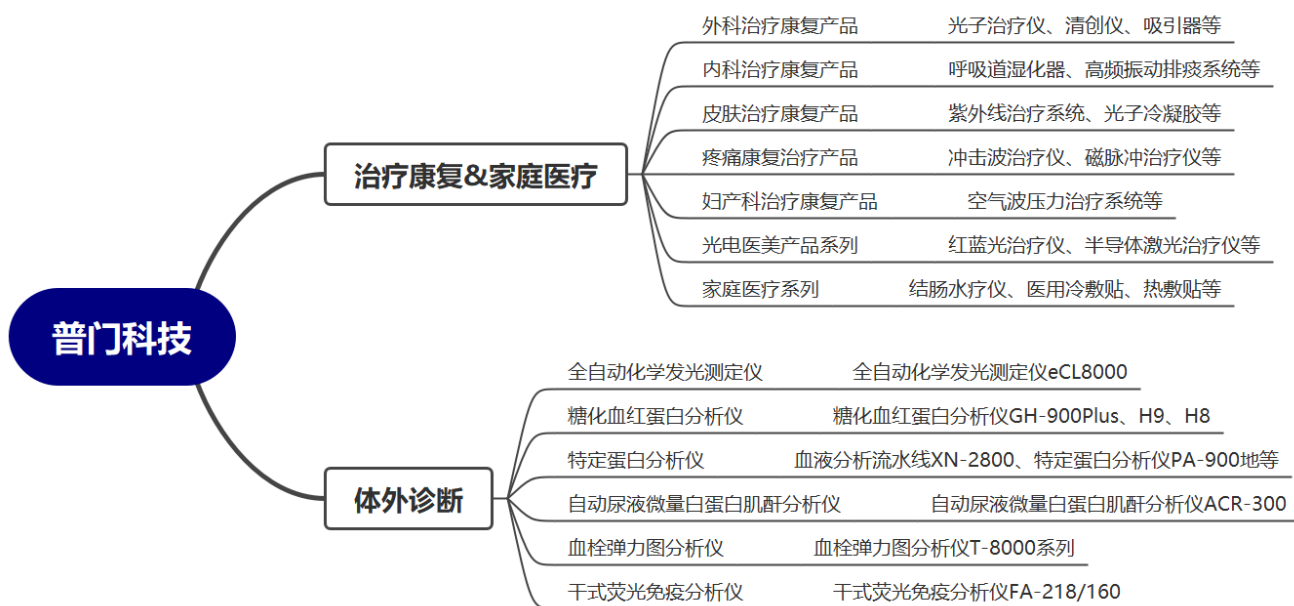 普门科技
治疗康复&家庭医疗
外科治疗康复产品 光子治疗仪、清创仪、吸引器等
内科治疗康复产品 呼吸道湿化器、高频振动排痰系统等
皮肤治疗康复产品 紫外线治疗系统、光子冷凝胶等
疼痛康复治疗产品 冲击波治疗仪、磁脉冲治疗仪等
妇产科治疗康复产品 空气波压力治疗系统等
光电医美产品系列 红蓝光治疗仪、半导体激光治疗仪等
家庭医疗系列 结肠水疗仪、医用冷敷贴、热敷贴等
体外诊断
全自动化学发光测定仪 全自动化学发光测定仪eCL8000
糖化血红蛋白分析仪 糖化血红蛋白分析仪GH-900Plus、H9、H8
特定蛋白分析仪 血液分析流水线XN-2800、特定蛋白分析仪PA-900地等
自动尿液微量白蛋白肌酐分析仪 自动尿液微量白蛋白肌酐分析仪ACR-300
血栓弹力图分析仪 血栓弹力图分析仪T-8000系列
干式荧光免疫分析仪 干式荧光免疫分析仪FA-218/160